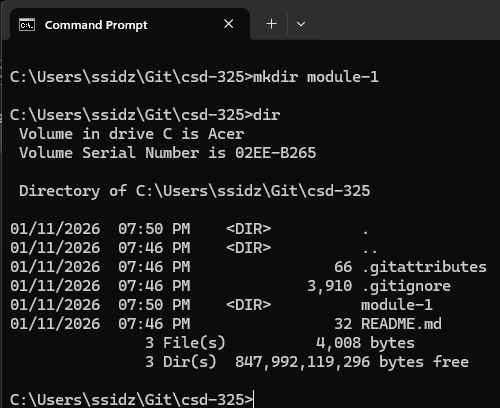 Command Prompt
C:\Users\ssidz\Git\csd-325>mkdir module-1
C:\Users\ssidz\Git\csd-325>dir
 Volume in drive C is Acer
 Volume Serial Number is 02EE-B265
 Directory of C:\Users\ssidz\Git\csd-325
01/11/2026  07:50 PM    <DIR>          .
01/11/2026  07:46 PM    <DIR>          ..
01/11/2026  07:46 PM                66 .gitattributes
01/11/2026  07:46 PM             3,910 .gitignore
01/11/2026  07:50 PM    <DIR>          module-1
01/11/2026  07:46 PM                32 README.md
               3 File(s)          4,008 bytes
               3 Dir(s)  847,992,119,296 bytes free
C:\Users\ssidz\Git\csd-325>